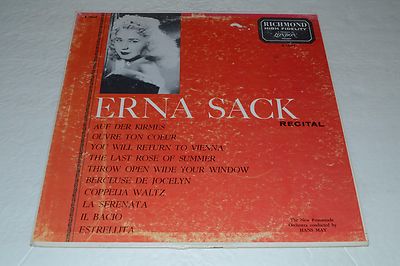 RICHMOND
HIGH FIDELITY
LONDON
ERNA SACK
RECITAL
AUF DER KIRMES
OUVRE TON COEUR
YOU WILL RETURN TO VIENNA
THE LAST ROSE OF SUMMER
THROW OPEN WIDE YOUR WINDOW
BERCEUSE DE JOCELYN
COPPELIA WALTZ
LA SERENATA
IL BACIO
ESTRELLITA
The New Promenade
Orchestra conducted by
HANS MAY